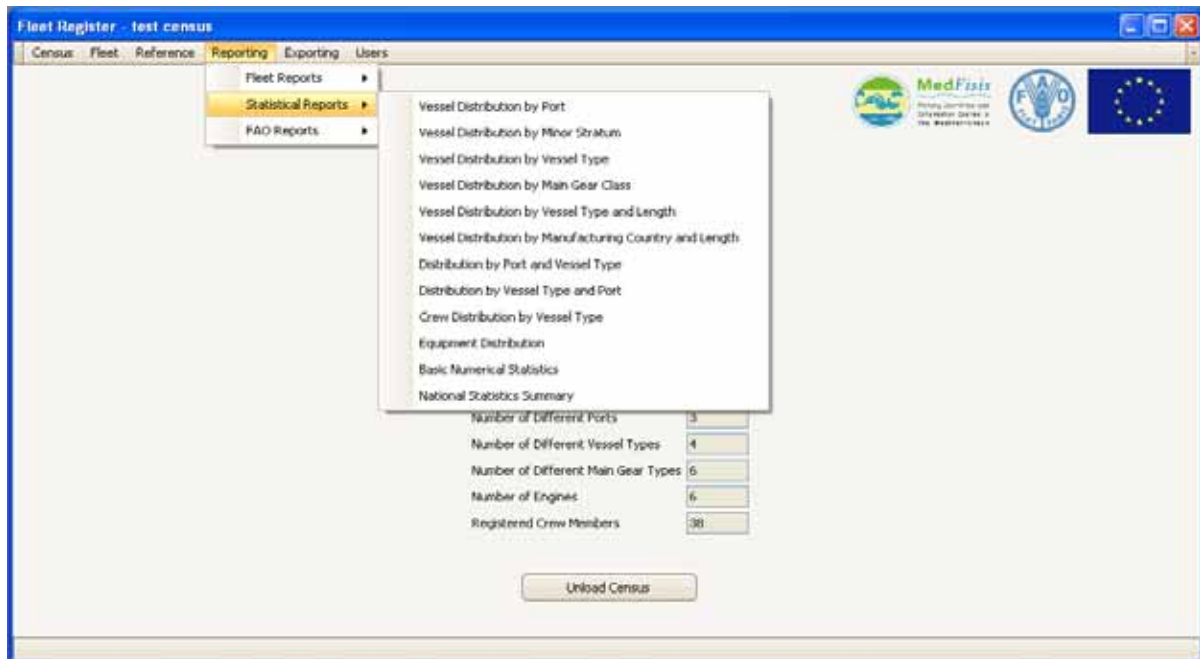 Fleet Register - test census
Census Fleet Reference Reporting Exporting Users
Fleet Reports
Statistical Reports
FAO Reports
Vessel Distribution by Port
Vessel Distribution by Minor Stratum
Vessel Distribution by Vessel Type
Vessel Distribution by Main Gear Class
Vessel Distribution by Vessel Type and Length
Vessel Distribution by Manufacturing Country and Length
Distribution by Port and Vessel Type
Distribution by Vessel Type and Port
Crew Distribution by Vessel Type
Equipment Distribution
Basic Numerical Statistics
National Statistics Summary
MedFisis
the Mediterranean
FAO
Number of Different Ports 3
Number of Different Vessel Types 4
Number of Different Main Gear Types 6
Number of Engines 6
Registered Crew Members 38
Unload Census